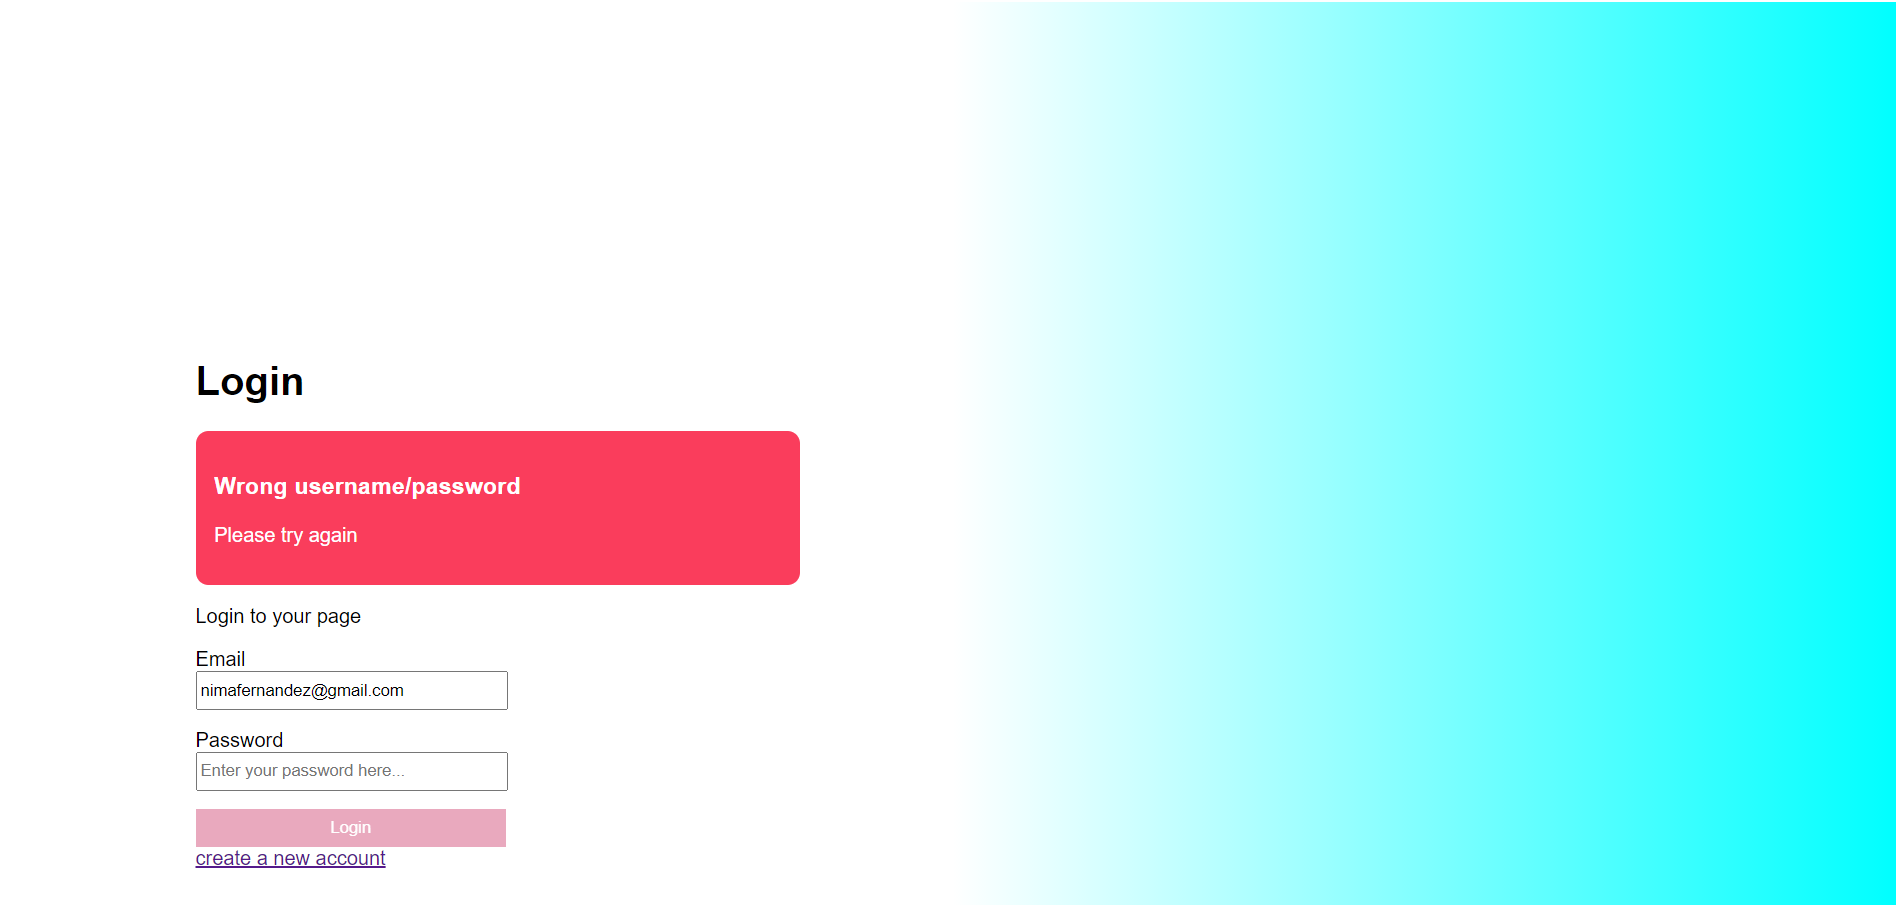 Login
Wrong username/password
Please try again
Login to your page
Email
nimafernandez@gmail.com
Password
Enter your password here...
Login
create a new account